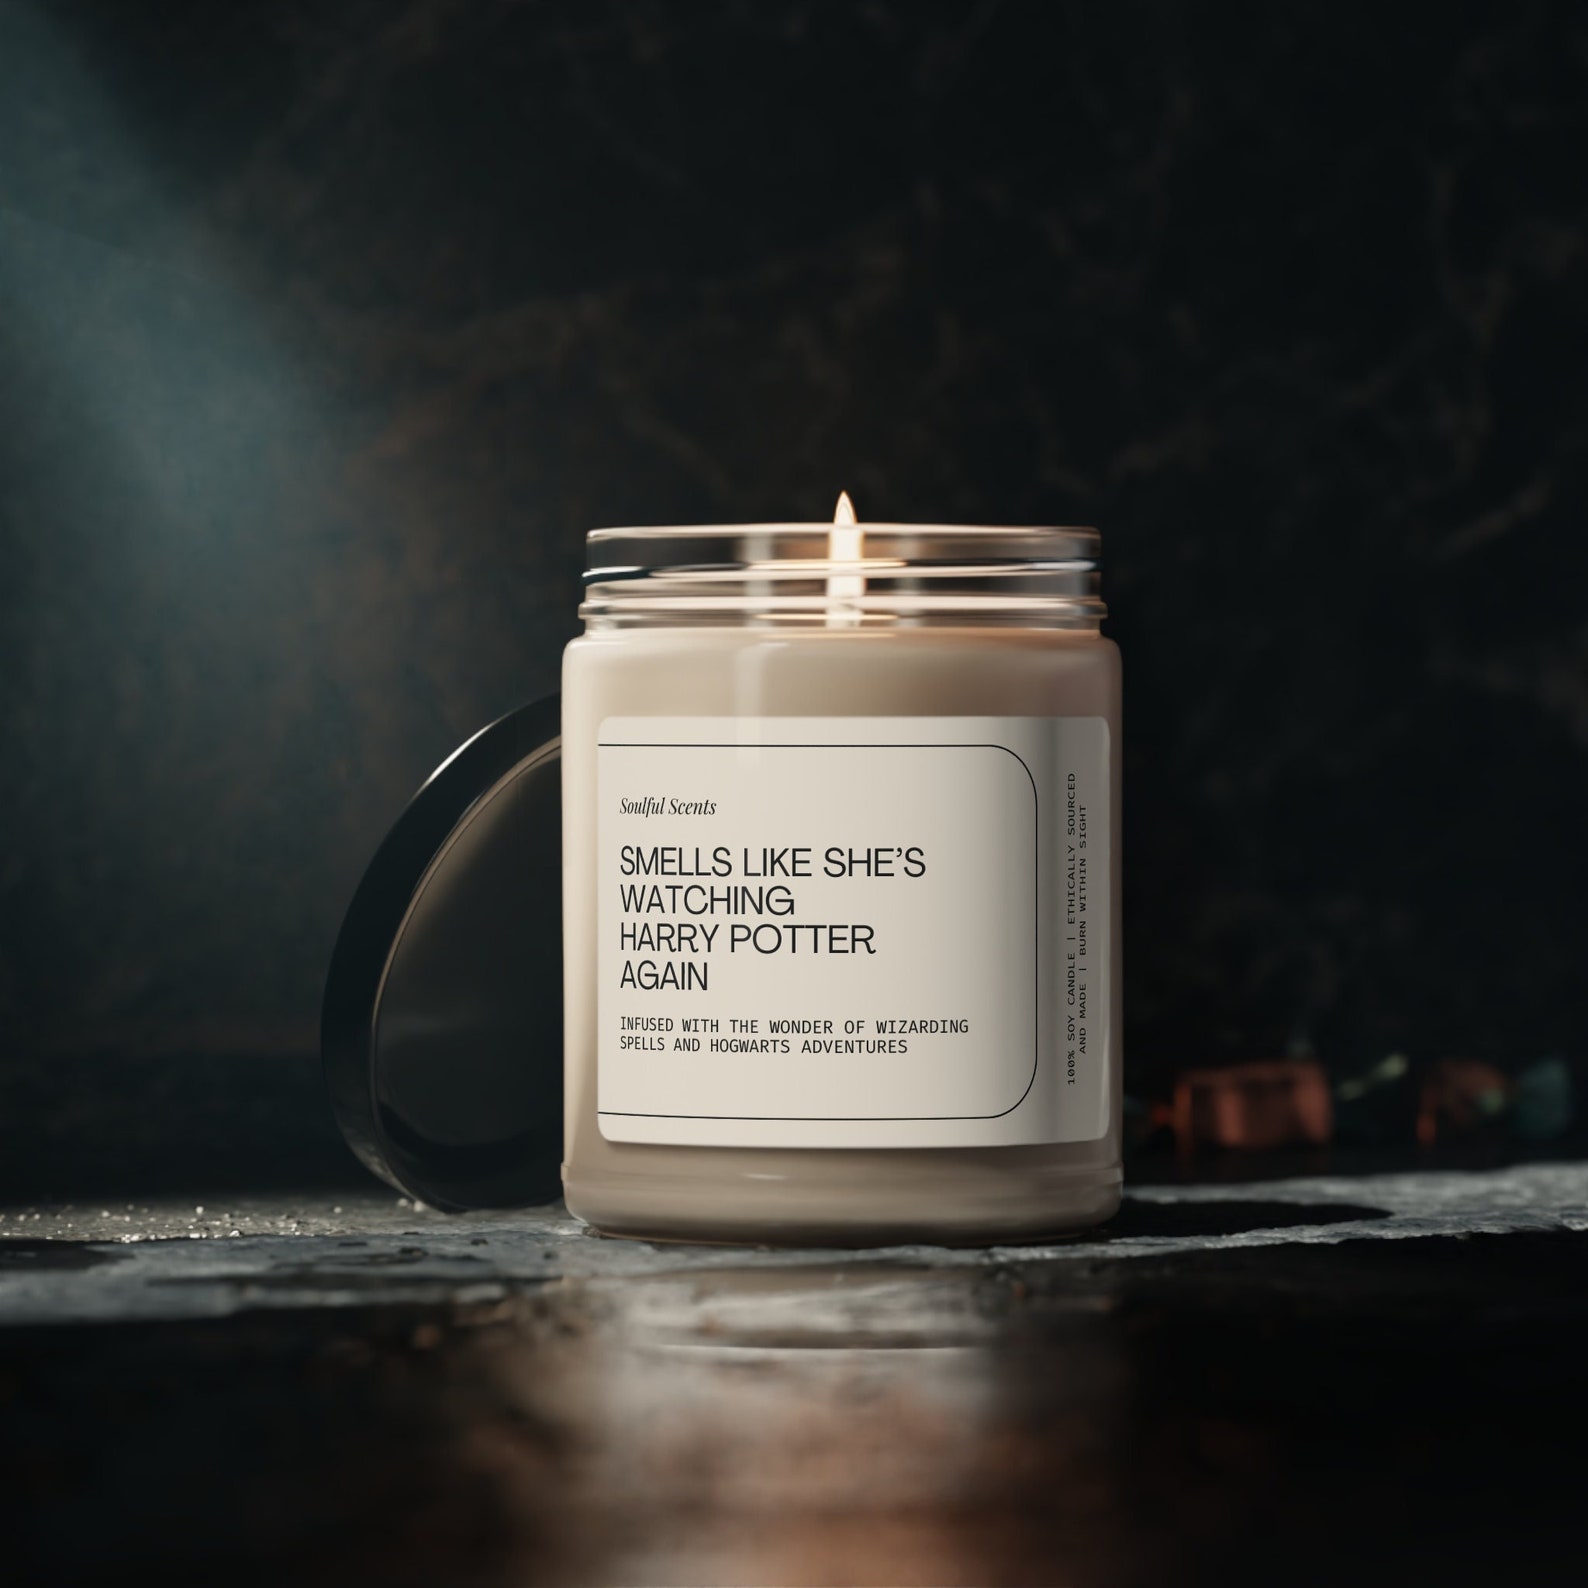 Soulful Scents
SMELLS LIKE SHE'S
WATCHING
HARRY POTTER
AGAIN
INFUSED WITH THE WONDER OF WIZARDING
SPELLS AND HOGWARTS ADVENTURES
100% SOY CANDLE | ETHICALLY SOURCED
AND MADE | BURN WITHIN SIGHT